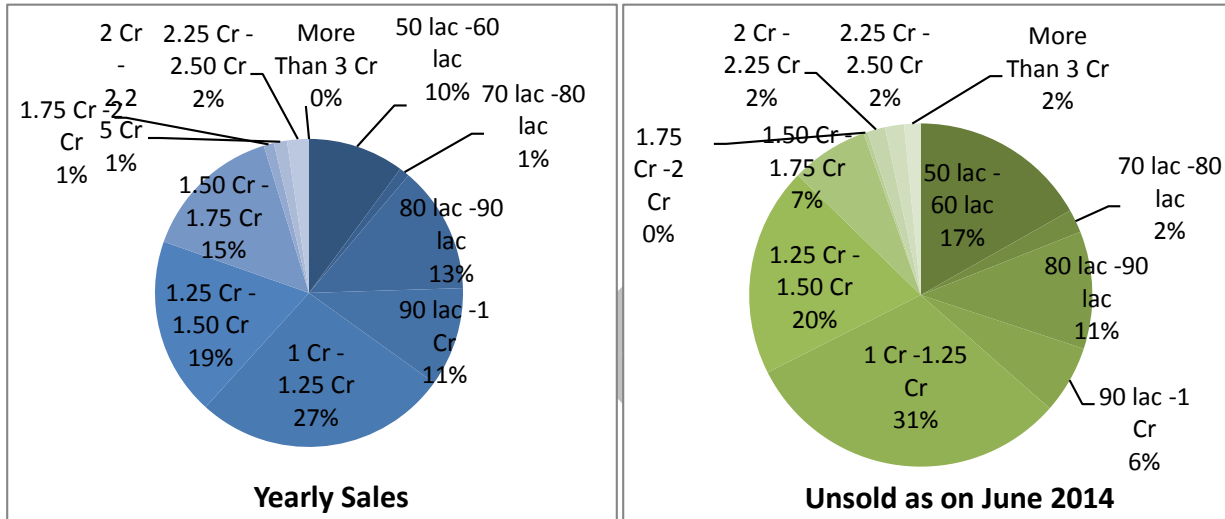 2 Cr
-
2.2
5 Cr
1%
2.25 Cr -
2.50 Cr
2%
More
Than 3 Cr
0%
50 lac -60
lac
10%
70 lac -80
lac
1%
1.75 Cr -2
Cr
1%
80 lac -90
lac
13%
1.50 Cr -
1.75 Cr
15%
90 lac -1
Cr
11%
1.25 Cr -
1.50 Cr
19%
1 Cr -
1.25 Cr
27%
Yearly Sales
2 Cr -
2.25 Cr
2%
2.25 Cr -
2.50 Cr
2%
More
Than 3 Cr
2%
1.75
Cr -2
Cr
0%
1.50 Cr -
1.75 Cr
7%
50 lac -
60 lac
17%
70 lac -80
lac
2%
80 lac -90
lac
11%
1.25 Cr -
1.50 Cr
20%
1 Cr -1.25
Cr
31%
90 lac -1
Cr
6%
Unsold as on June 2014